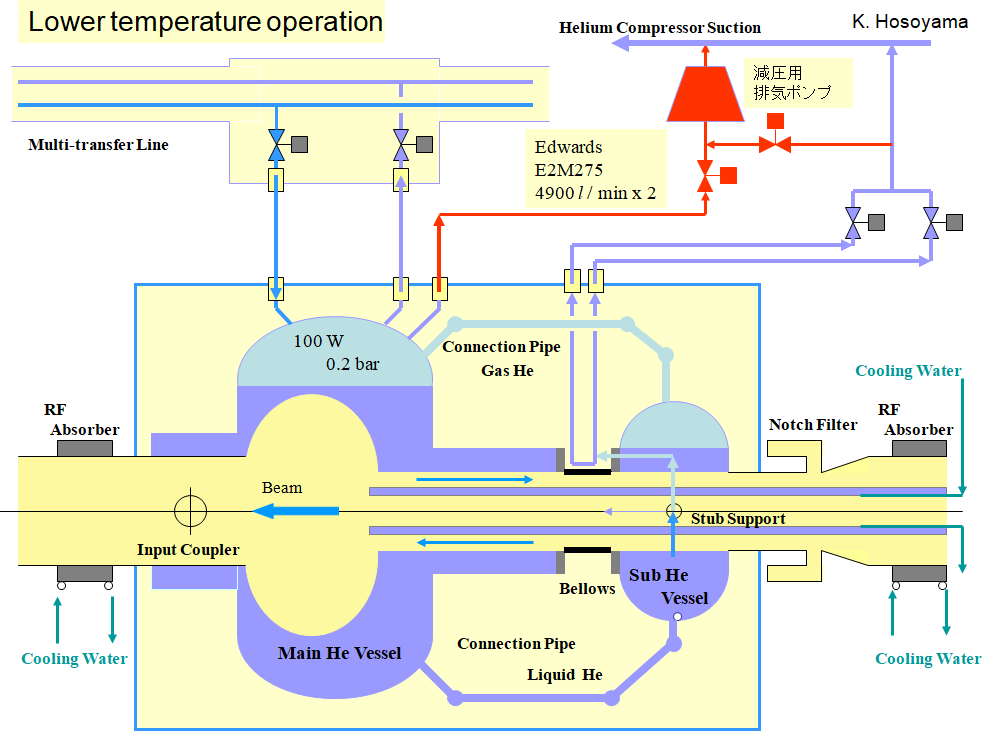 Lower temperature operation
K. Hosoyama
Helium Compressor Suction
減圧用
排気ポンプ
Multi-transfer Line
Edwards
E2M275
4900 l / min x 2
100 W
0.2 bar
Connection Pipe
Gas He
Cooling Water
RF
Absorber
Notch Filter
RF
Absorber
Beam
Stub Support
Input Coupler
Bellows
Sub He
Vessel
Main He Vessel
Connection Pipe
Liquid He
Cooling Water
Cooling Water